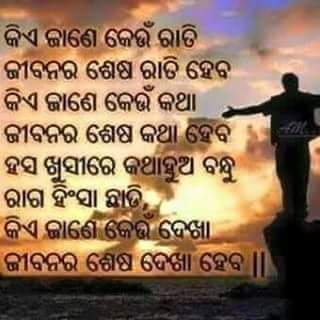 କିଏ ଜାଣେ କେଉଁ ରାତି
ଜୀବନର ଶେଷ ରାତି ହେବ
କିଏ ଜାଣେ କେଉଁ କଥା
ଜୀବନର ଶେଷ କଥା ହେବ
ହସ ଖୁସୀରେ କଥାହୁଅ ବନ୍ଧୁ
ରାଗ ହିଂସା ଛାଡି,
କିଏ ଜାଣେ କେଉଁ ଦେଖା
ଜୀବନର ଶେଷ ଦେଖା ହେବ ||